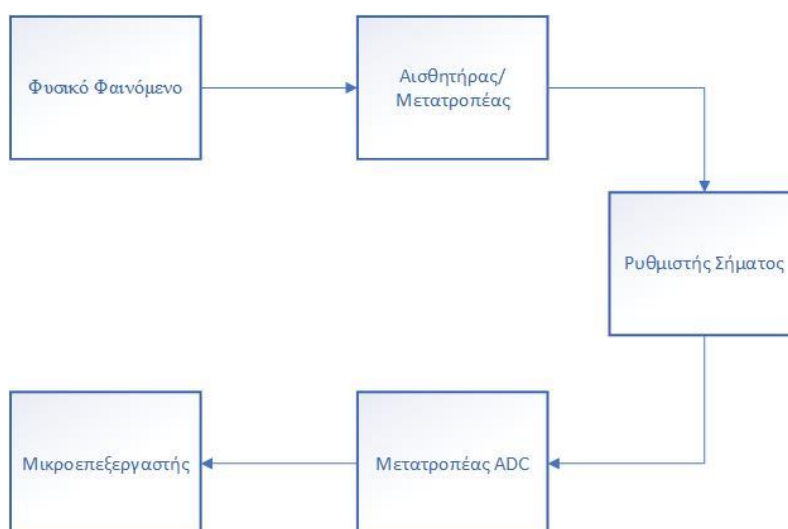 Φυσικό Φαινόμενο
Αισθητήρας/
Μετατροπέας
Ρυθμιστής Σήματος
Μετατροπέας ADC
Μικροεπεξεργαστής